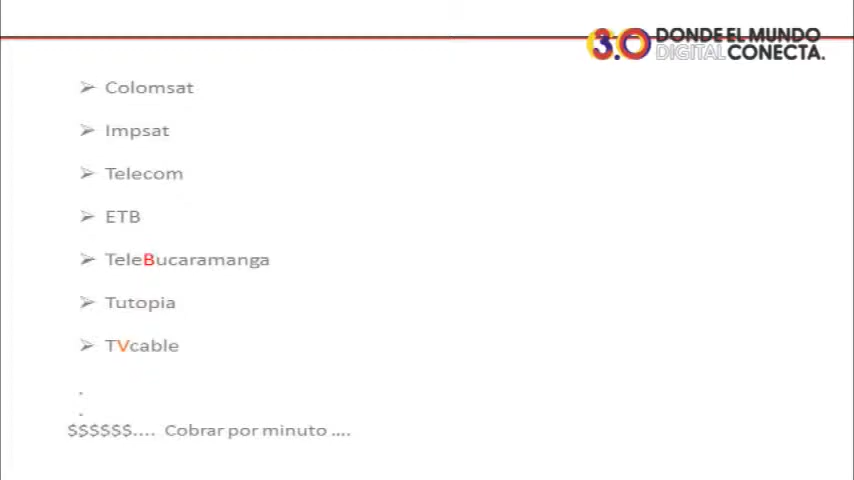 3.0 DONDE EL MUNDO
DIGITAL CONECTA.
➢ Colomsat
➢ Impsat
➢ Telecom
➢ ETB
➢ TeleBucaramanga
➢ Tutopia
➢ TVcable
.
.
$$$$$$.... Cobrar por minuto ....